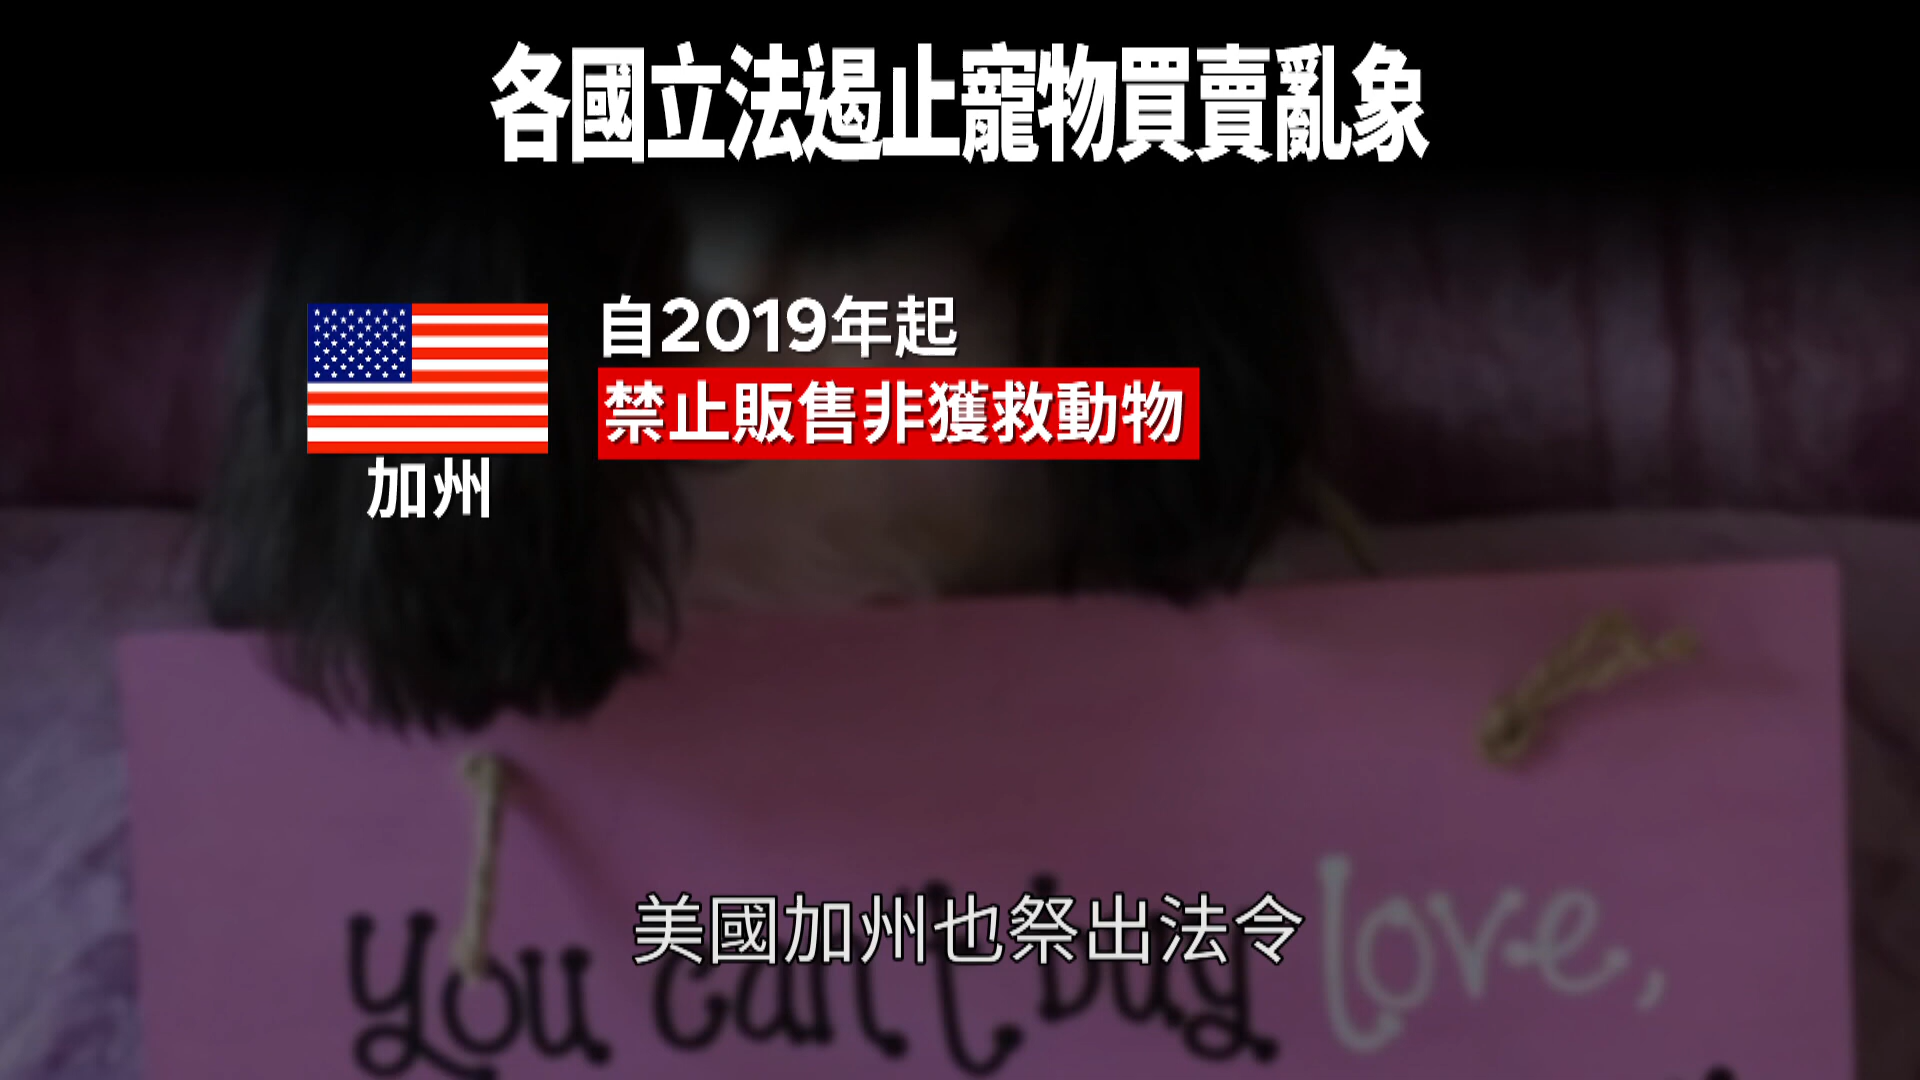 各國立法遏止寵物買賣亂象
自2019年起
禁止販售非獲救動物
加州
美國加州也祭出法令
you can't buy love,